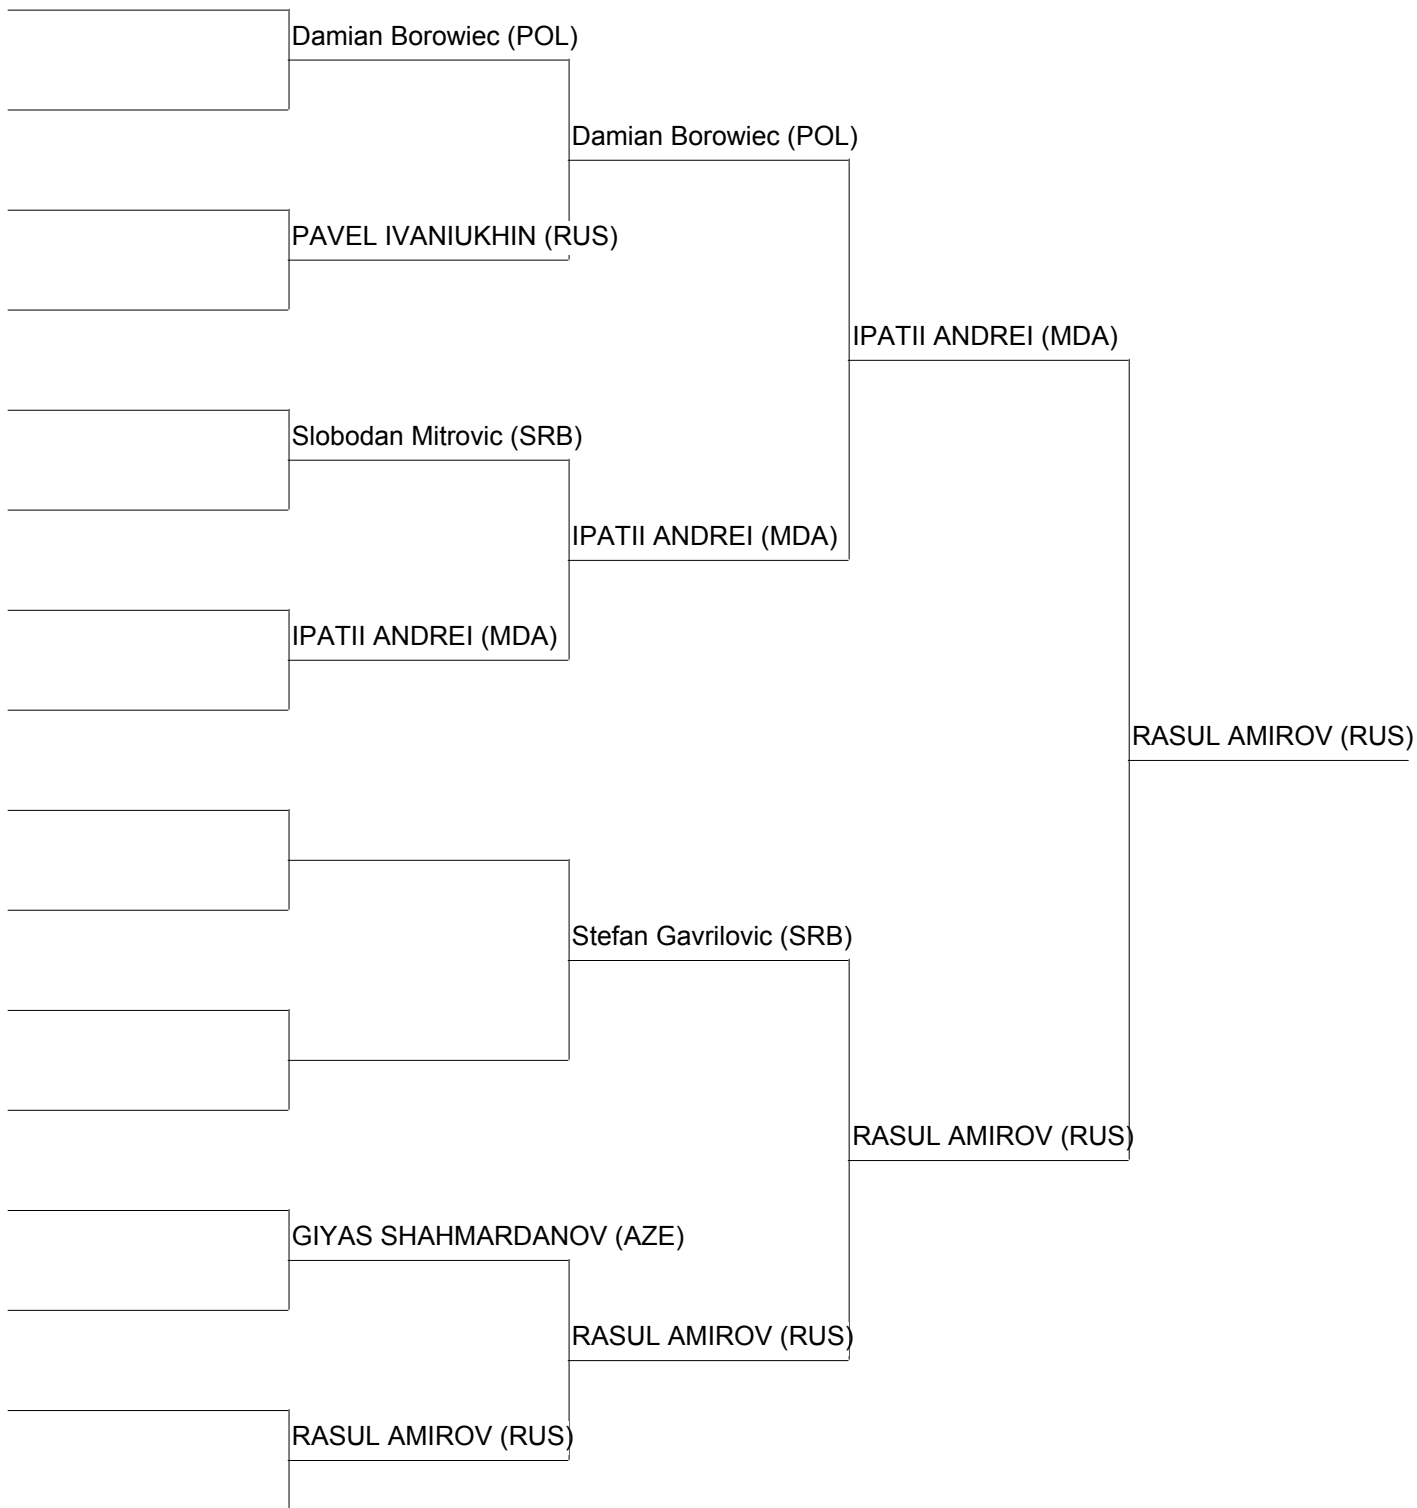 Damian Borowiec (POL)
Damian Borowiec (POL)
PAVEL IVANIUKHIN (RUS)
IPATII ANDREI (MDA)
Slobodan Mitrovic (SRB)
IPATII ANDREI (MDA)
IPATII ANDREI (MDA)
RASUL AMIROV (RUS)
Stefan Gavrilovic (SRB)
RASUL AMIROV (RUS)
GIYAS SHAHMARDANOV (AZE)
RASUL AMIROV (RUS)
RASUL AMIROV (RUS)